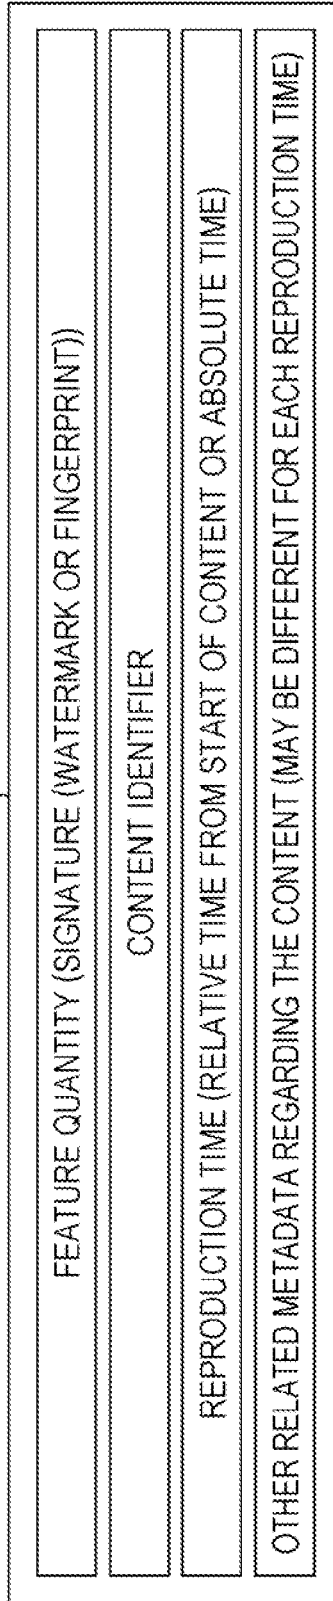 FEATURE QUANTITY (SIGNATURE (WATERMARK OR FINGERPRINT))
CONTENT IDENTIFIER
REPRODUCTION TIME (RELATIVE TIME FROM START OF CONTENT OR ABSOLUTE TIME)
OTHER RELATED METADATA REGARDING THE CONTENT (MAY BE DIFFERENT FOR EACH REPRODUCTION TIME)